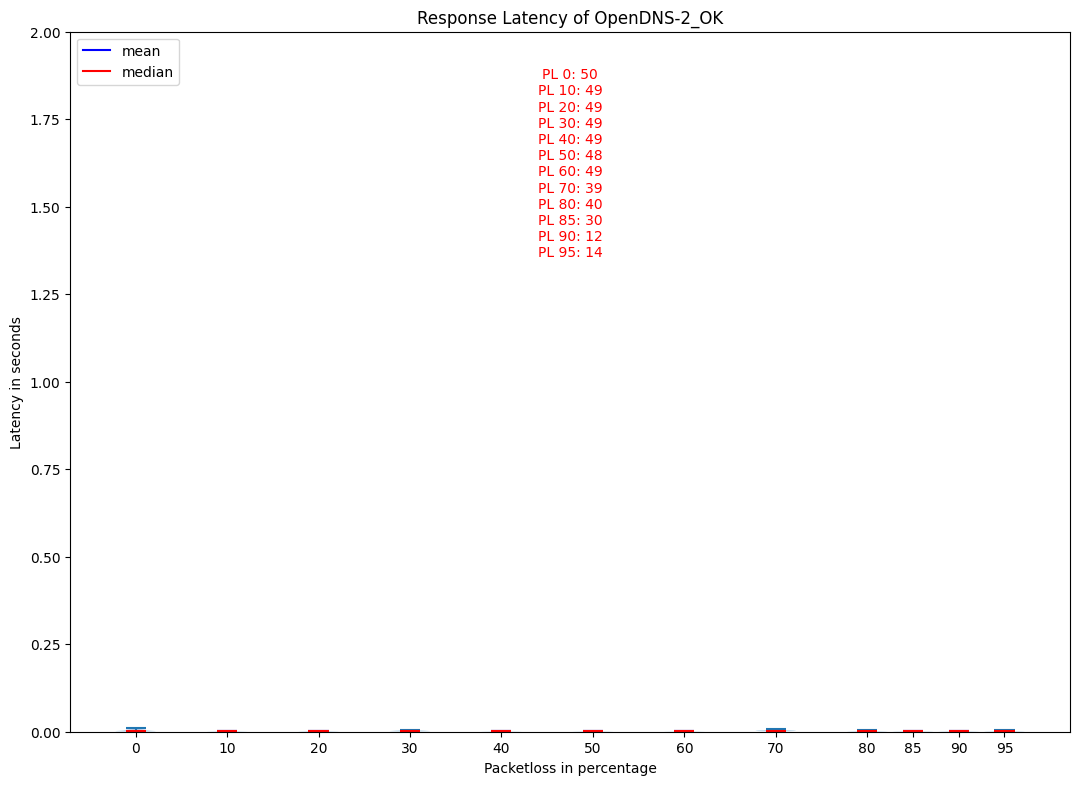 Response Latency of OpenDNS-2_OK
mean
median
PL 0: 50
PL 10: 49
PL 20: 49
PL 30: 49
PL 40: 49
PL 50: 48
PL 60: 49
PL 70: 39
PL 80: 40
PL 85: 30
PL 90: 12
PL 95: 14
Latency in seconds
2.00
1.75
1.50
1.25
1.00
0.75
0.50
0.25
0.00
0 10 20 30 40 50 60 70 80 85 90 95
Packetloss in percentage